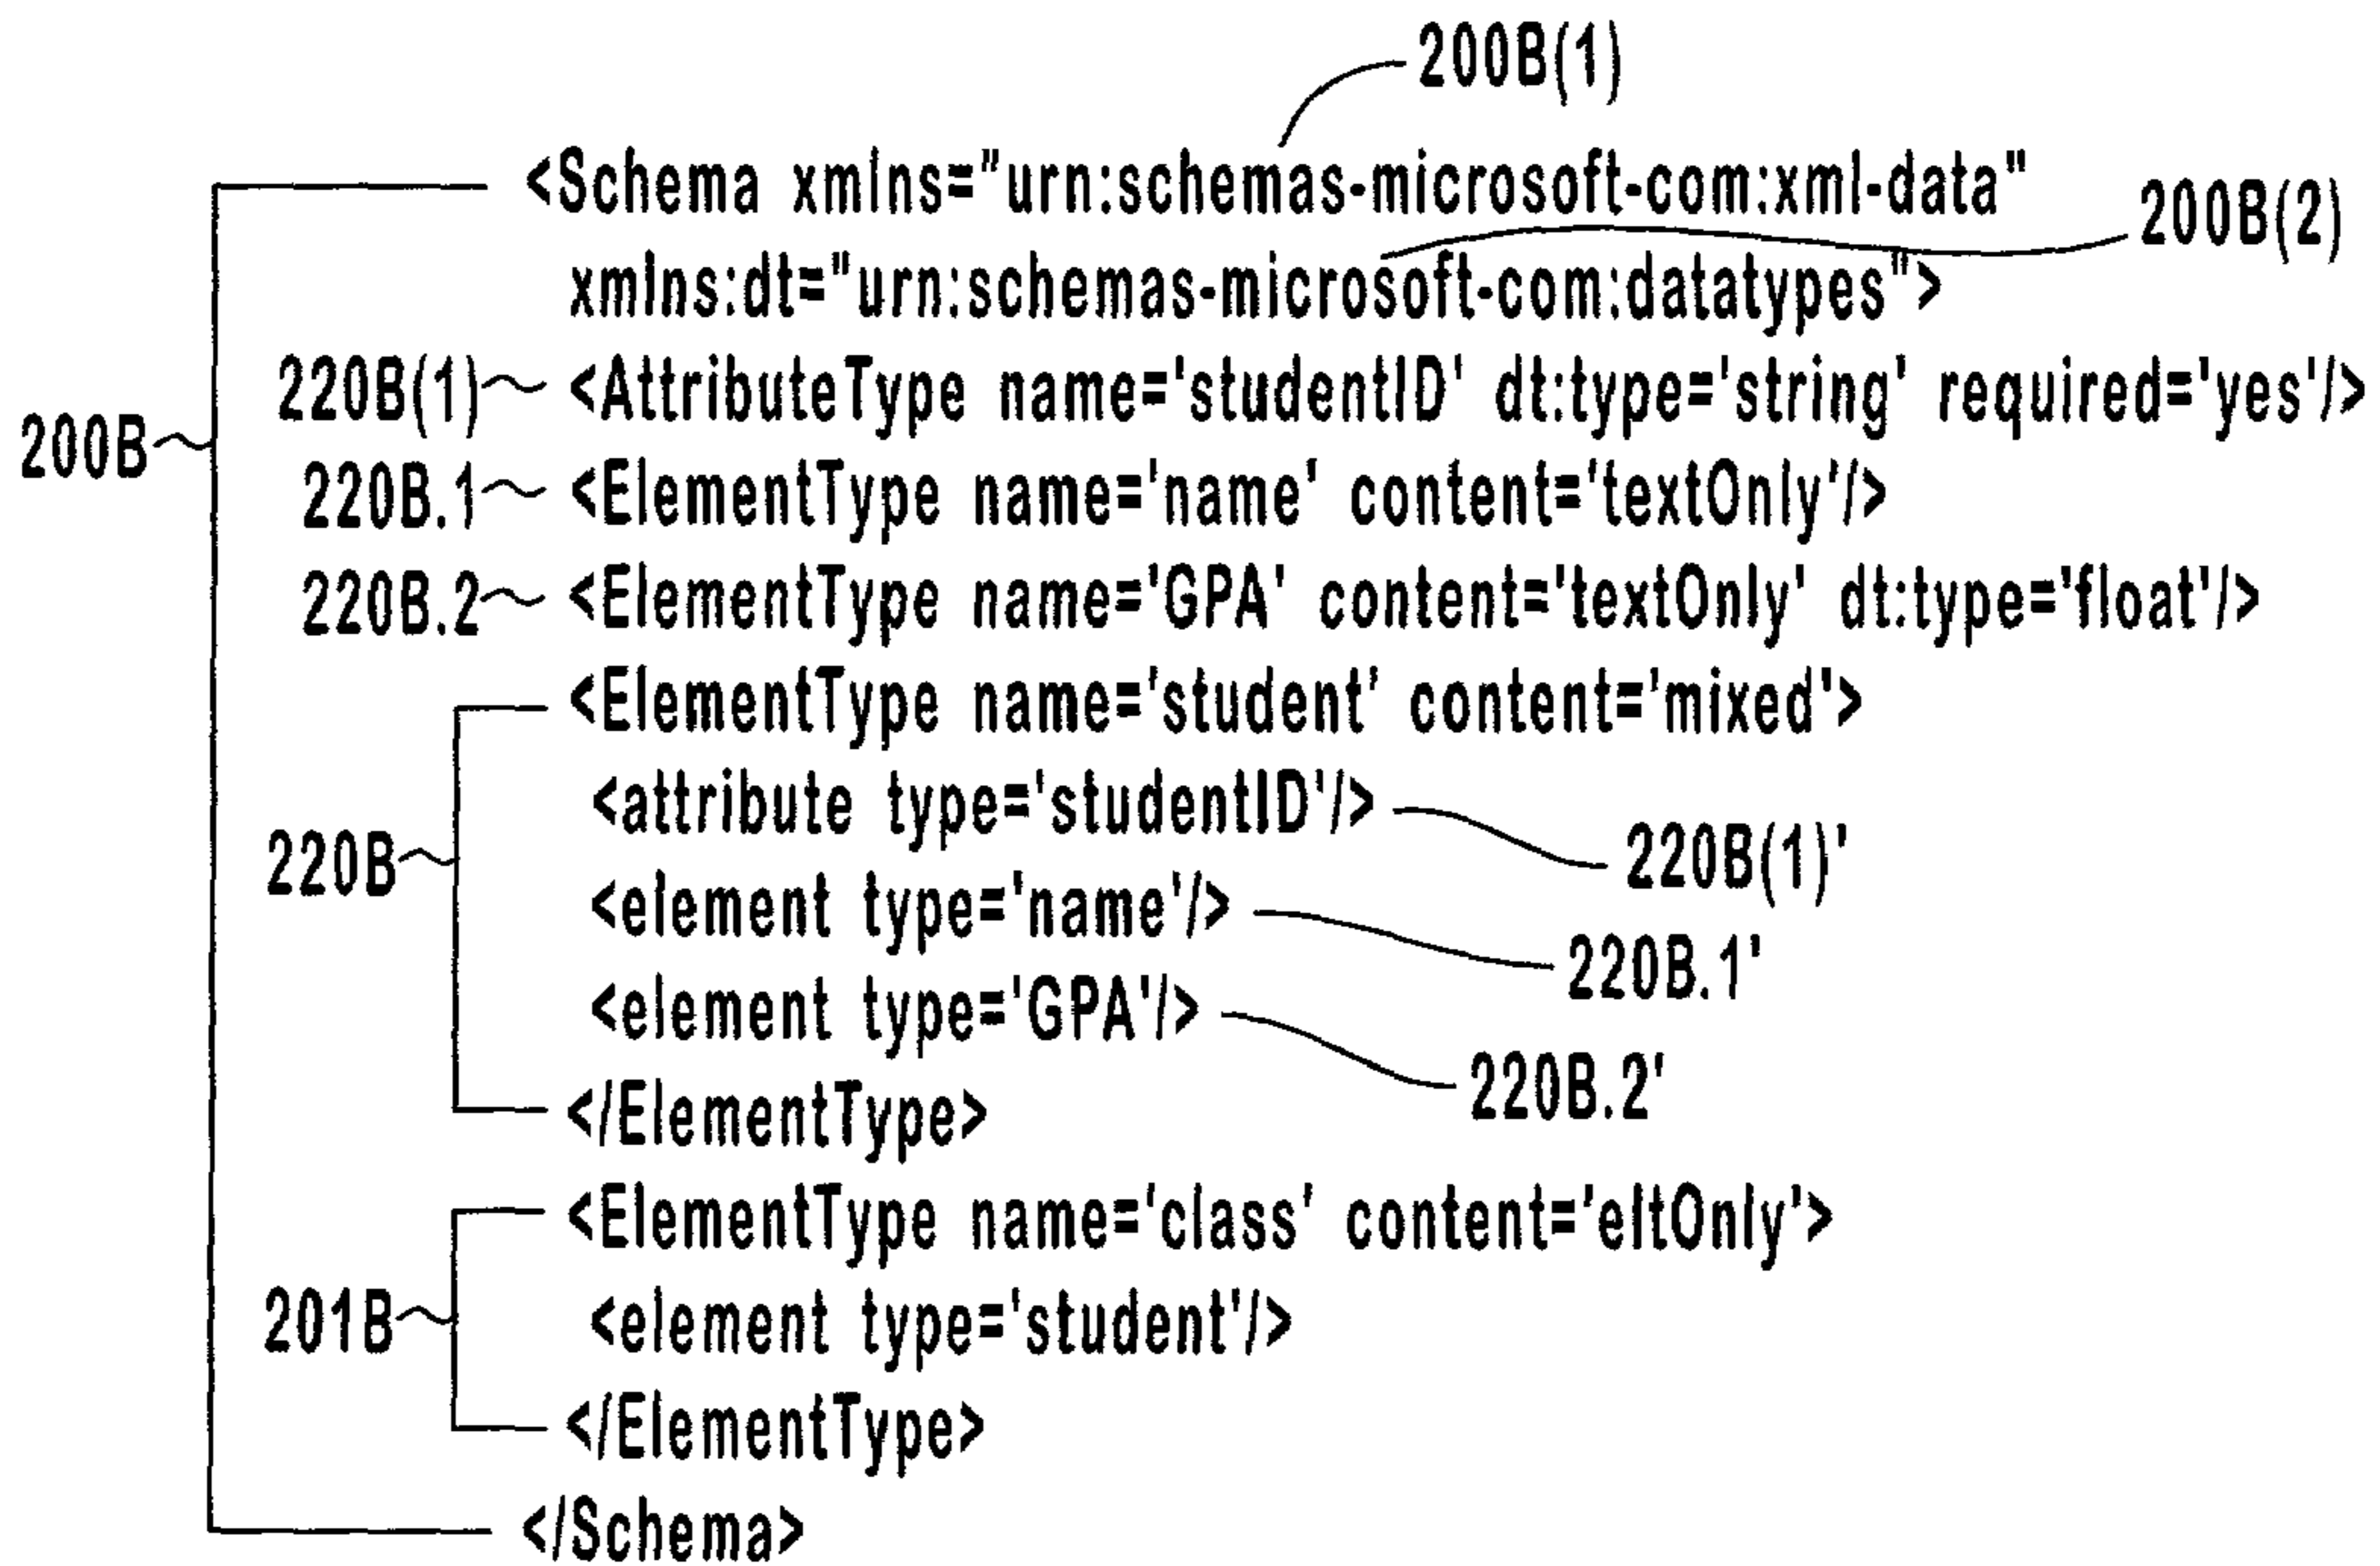 200B(1)
<Schema xmlns="urn:schemas-microsoft-com:xml-data"
200B(2)
xmlns:dt="urn:schemas-microsoft-com:datatypes">
220B(1) <AttributeType name='studentID' dt:type='string' required='yes'/>
200B
220B.1 <ElementType name='name' content='textOnly'/>
220B.2 <ElementType name='GPA' content='textOnly' dt:type='float'/>
<ElementType name='student' content='mixed'>
<attribute type='studentID'/>
220B
220B(1)'
<element type='name'/>
220B.1'
<element type='GPA'/>
220B.2'
</ElementType>
<ElementType name='class' content='eltOnly'>
201B
<element type='student'/>
</ElementType>
</Schema>